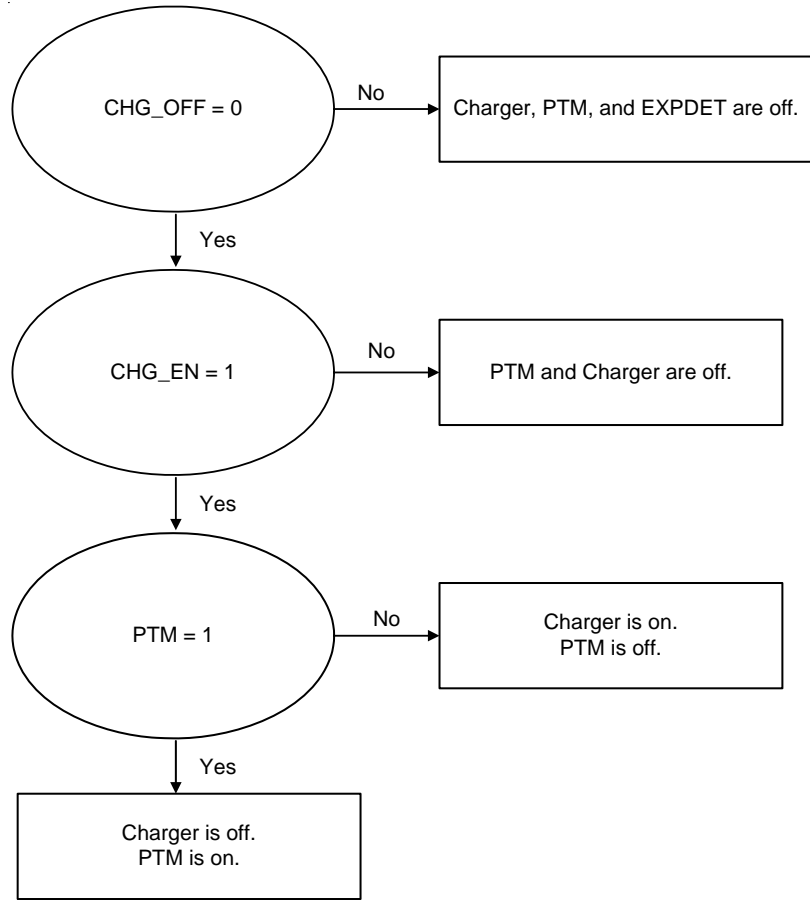 CHG_OFF = 0
No
Charger, PTM, and EXPDET are off.
Yes
CHG_EN = 1
No
PTM and Charger are off.
Yes
PTM = 1
No
Charger is on.
PTM is off.
Yes
Charger is off.
PTM is on.